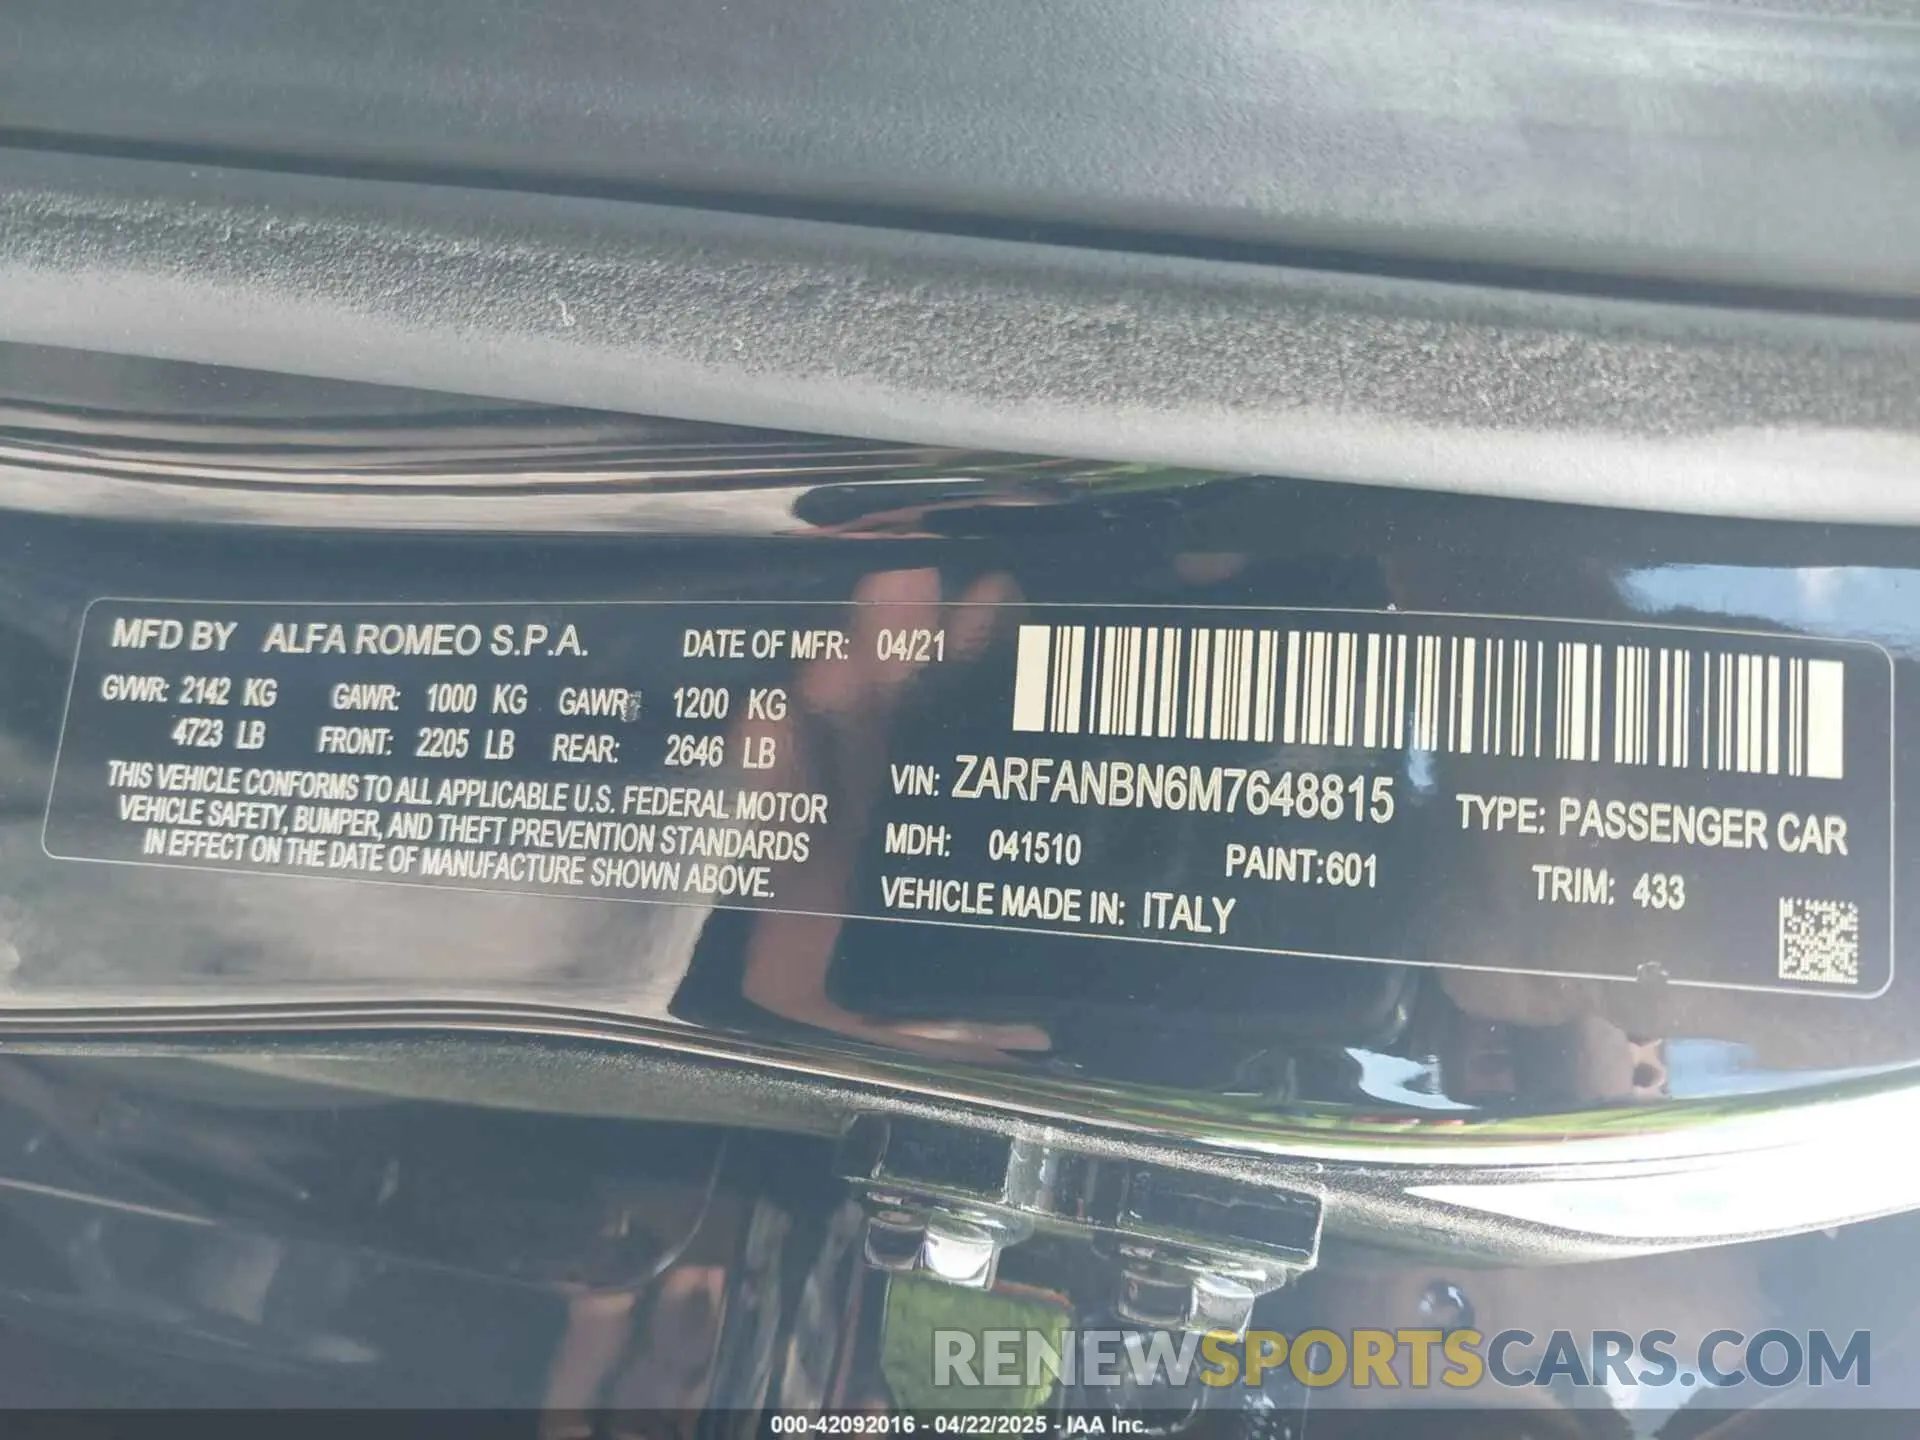 MFD BY ALFA ROMEO S.P.A. DATE OF MFR: 04/21
GVWR: 2142 KG GAWR: 1000 KG GAWR: 1200 KG
4723 LB FRONT: 2205 LB REAR: 2646 LB
THIS VEHICLE CONFORMS TO ALL APPLICABLE U.S. FEDERAL MOTOR
VEHICLE SAFETY, BUMPER, AND THEFT PREVENTION STANDARDS
IN EFFECT ON THE DATE OF MANUFACTURE SHOWN ABOVE.
VIN: ZARFANBN6M7648815 TYPE: PASSENGER CAR
MDH: 041510 PAINT:601 TRIM: 433
VEHICLE MADE IN: ITALY
RENEWSPORTSCARS.COM
000-42092016 - 04/22/2025 - IAA Inc.